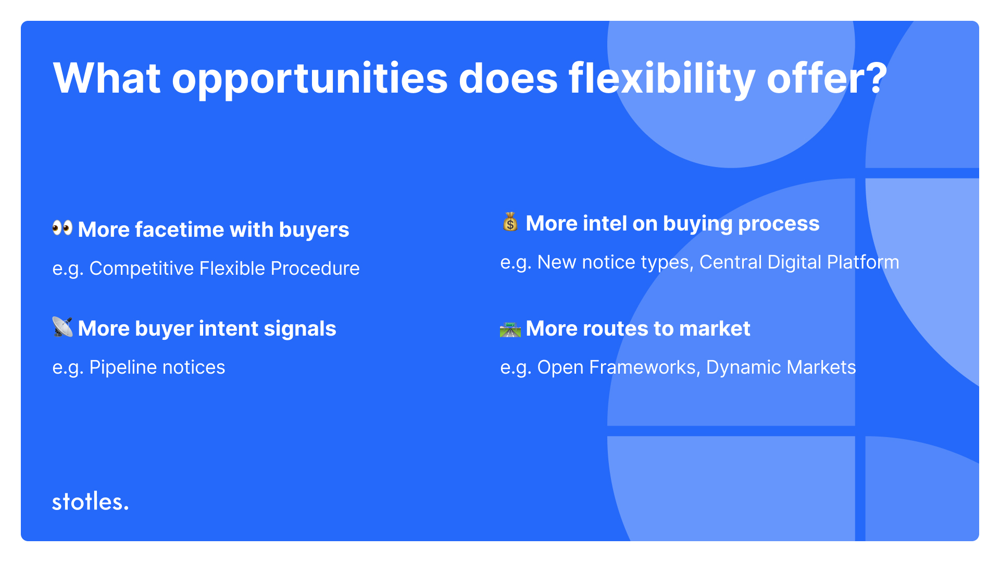 What opportunities does flexibility offer?
👀 More facetime with buyers
e.g. Competitive Flexible Procedure
📡 More buyer intent signals
e.g. Pipeline notices
💰 More intel on buying process
e.g. New notice types, Central Digital Platform
🛣️ More routes to market
e.g. Open Frameworks, Dynamic Markets
stotles.